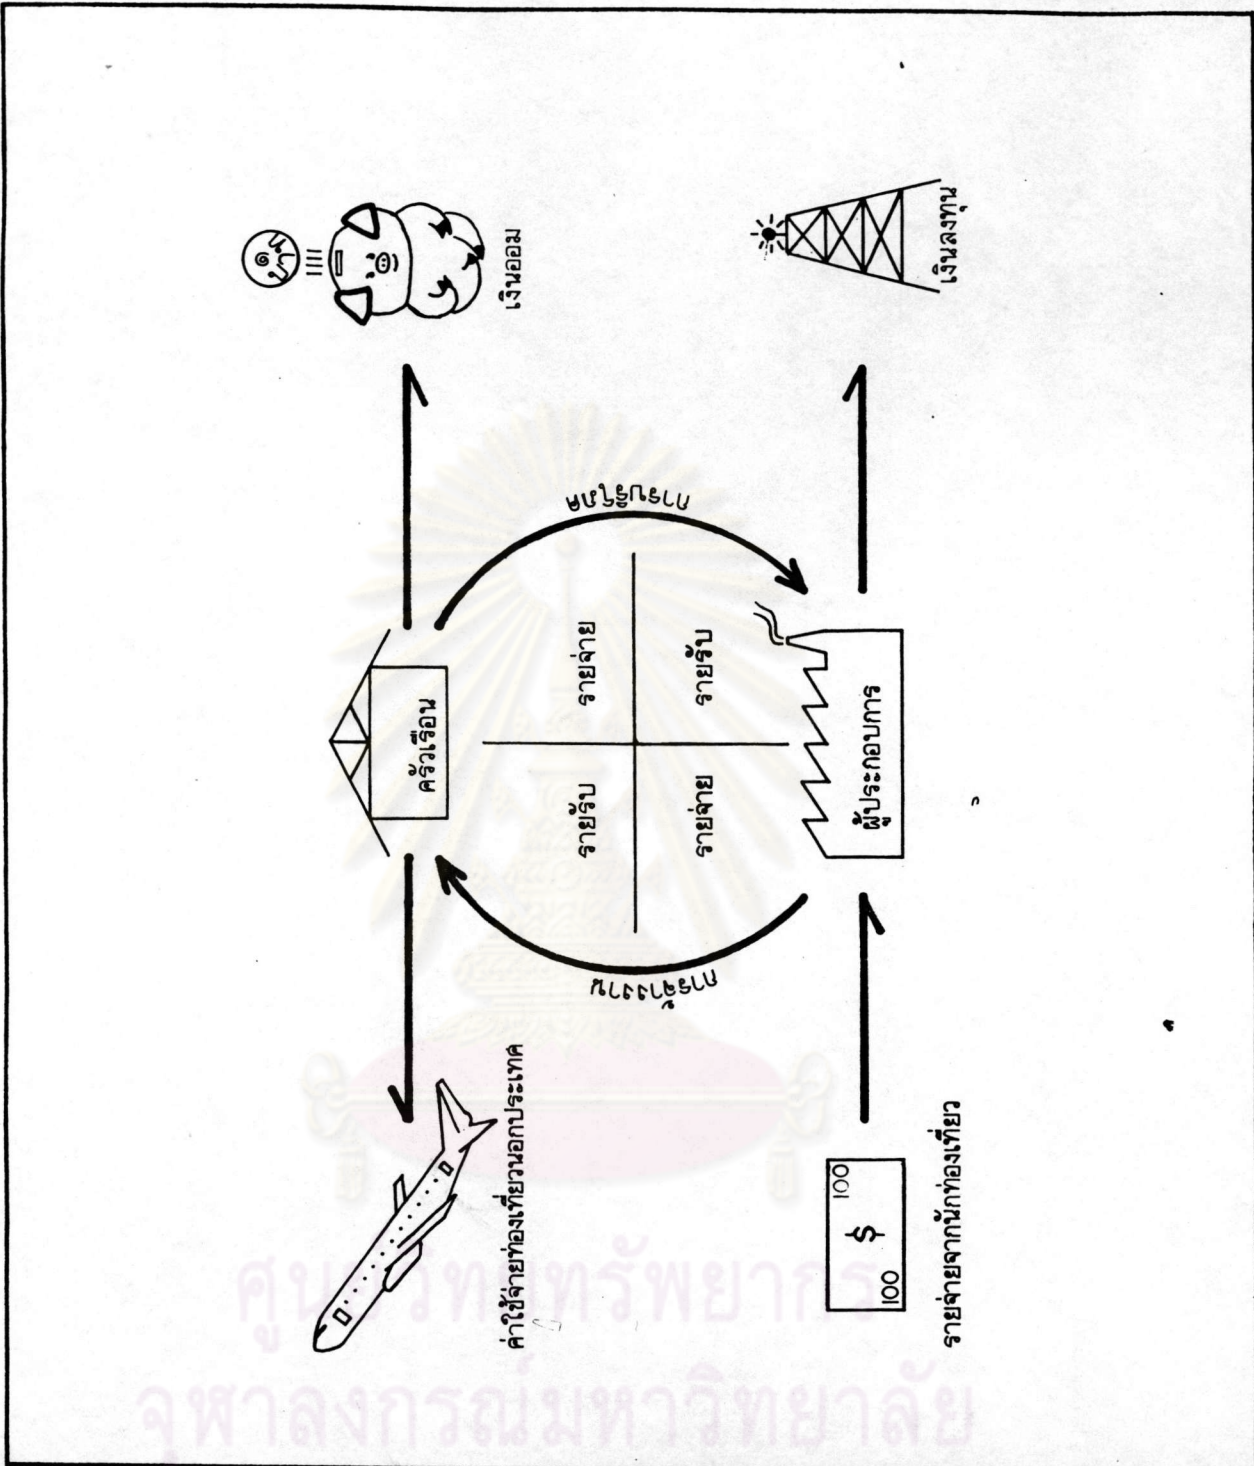 เงินออม
ครัวเรือน
ค่าใช้จ่ายท่องเที่ยวนอกประเทศ
การบริโภค
รายรับ
รายจ่าย
รายจ่าย
รายรับ
การจ้างงาน
100
$
100
ผู้ประกอบการ
เงินลงทุน
รายจ่ายจากนักท่องเที่ยว
ศูนย์วิทยทรัพยากร
จุฬาลงกรณ์มหาวิทยาลัย